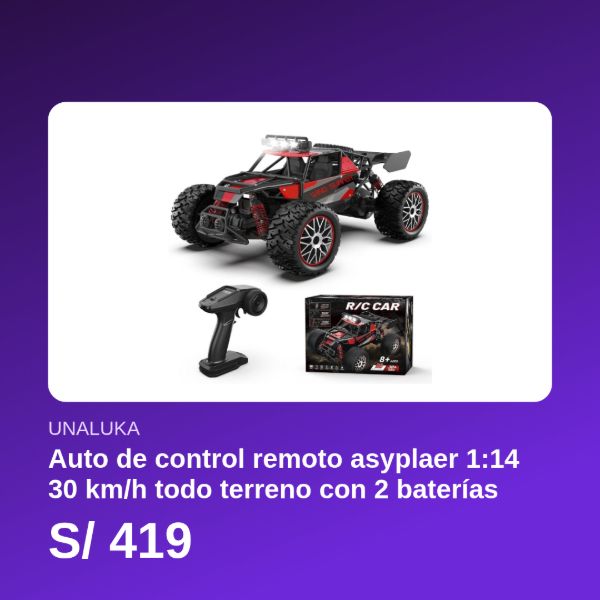 R/C CAR
8+
UNALUKA
Auto de control remoto asyplaer 1:14
30 km/h todo terreno con 2 baterías
S/ 419